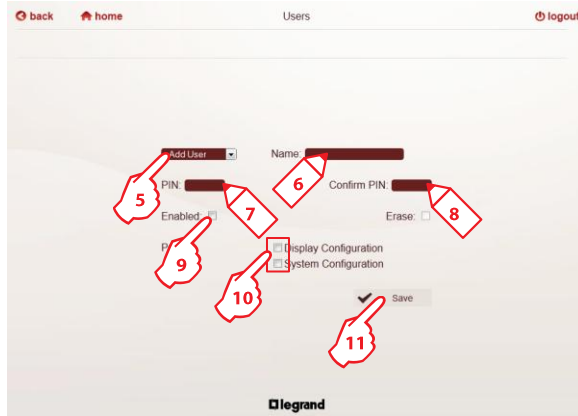 back home Users logout
Add User Name:
5 6
PIN: Confirm PIN:
7 8
Enabled: Erase:
9
P Display Configuration
System Configuration
10
Save
11
legrand